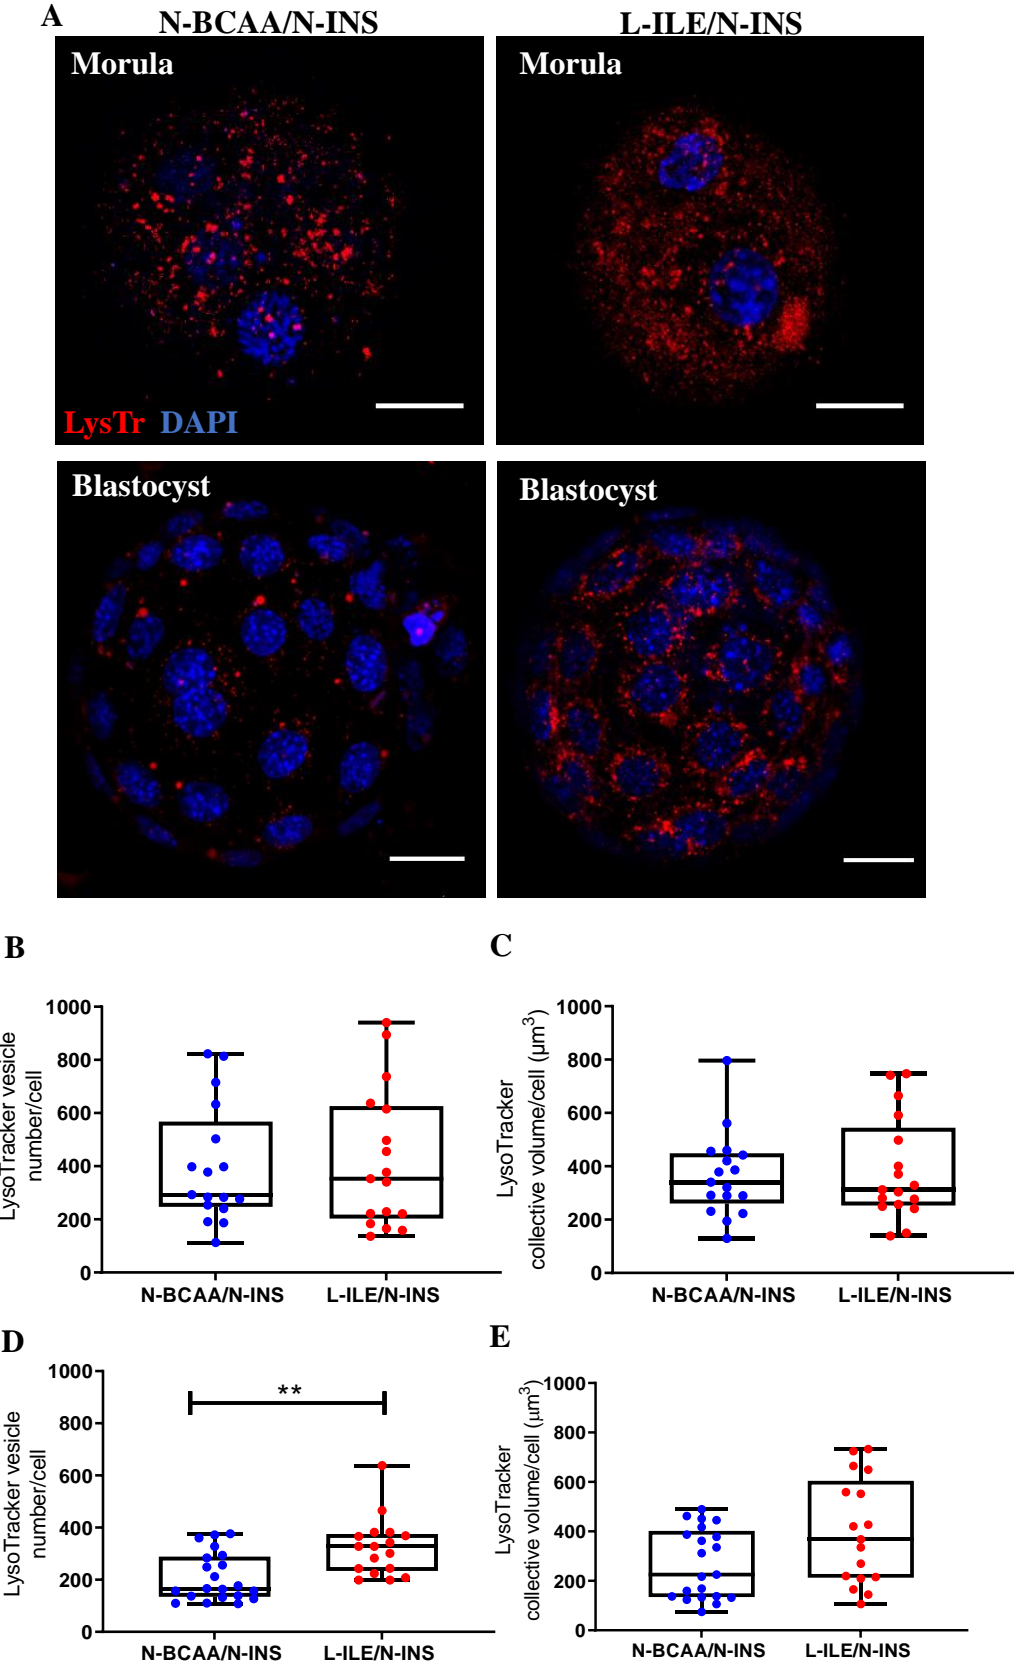 A
N-BCAA/N-INS
L-ILE/N-INS
Morula
Morula
LysTr DAPI
Blastocyst
Blastocyst
B
C
LysoTracker vesicle
number/cell
1000
800
600
400
200
0
N-BCAA/N-INS
L-ILE/N-INS
LysoTracker
collective volume/cell (µm³)
1000
800
600
400
200
0
N-BCAA/N-INS
L-ILE/N-INS
D
E
LysoTracker vesicle
number/cell
1000
800
600
400
200
0
**
N-BCAA/N-INS
L-ILE/N-INS
LysoTracker
collective volume/cell (µm³)
1000
800
600
400
200
0
N-BCAA/N-INS
L-ILE/N-INS